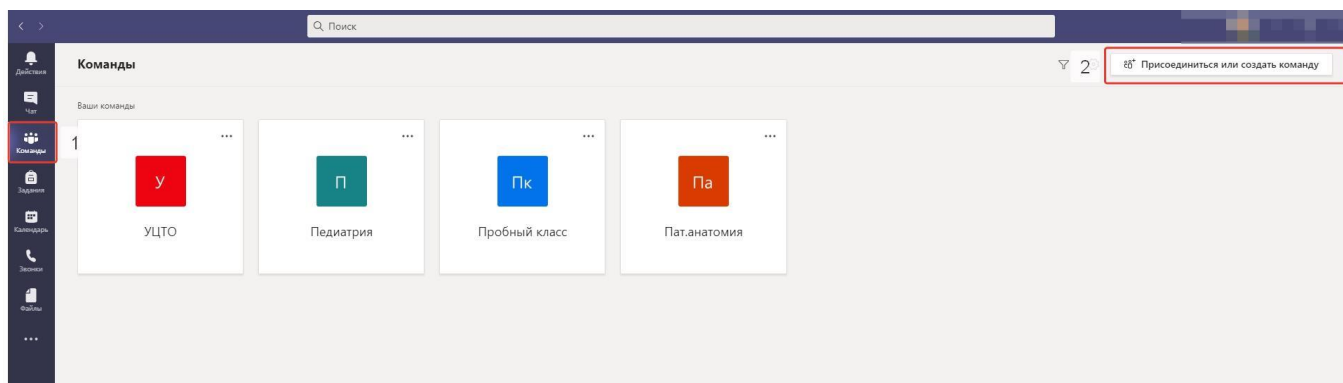 Поиск
Действия
Чат
Команды
Задания
Календарь
Звонки
Файлы
1
Команды
2
Присоединиться или создать команду
Ваши команды
У
УЦТО
П
Педиатрия
Пк
Пробный класс
Па
Пат.анатомия